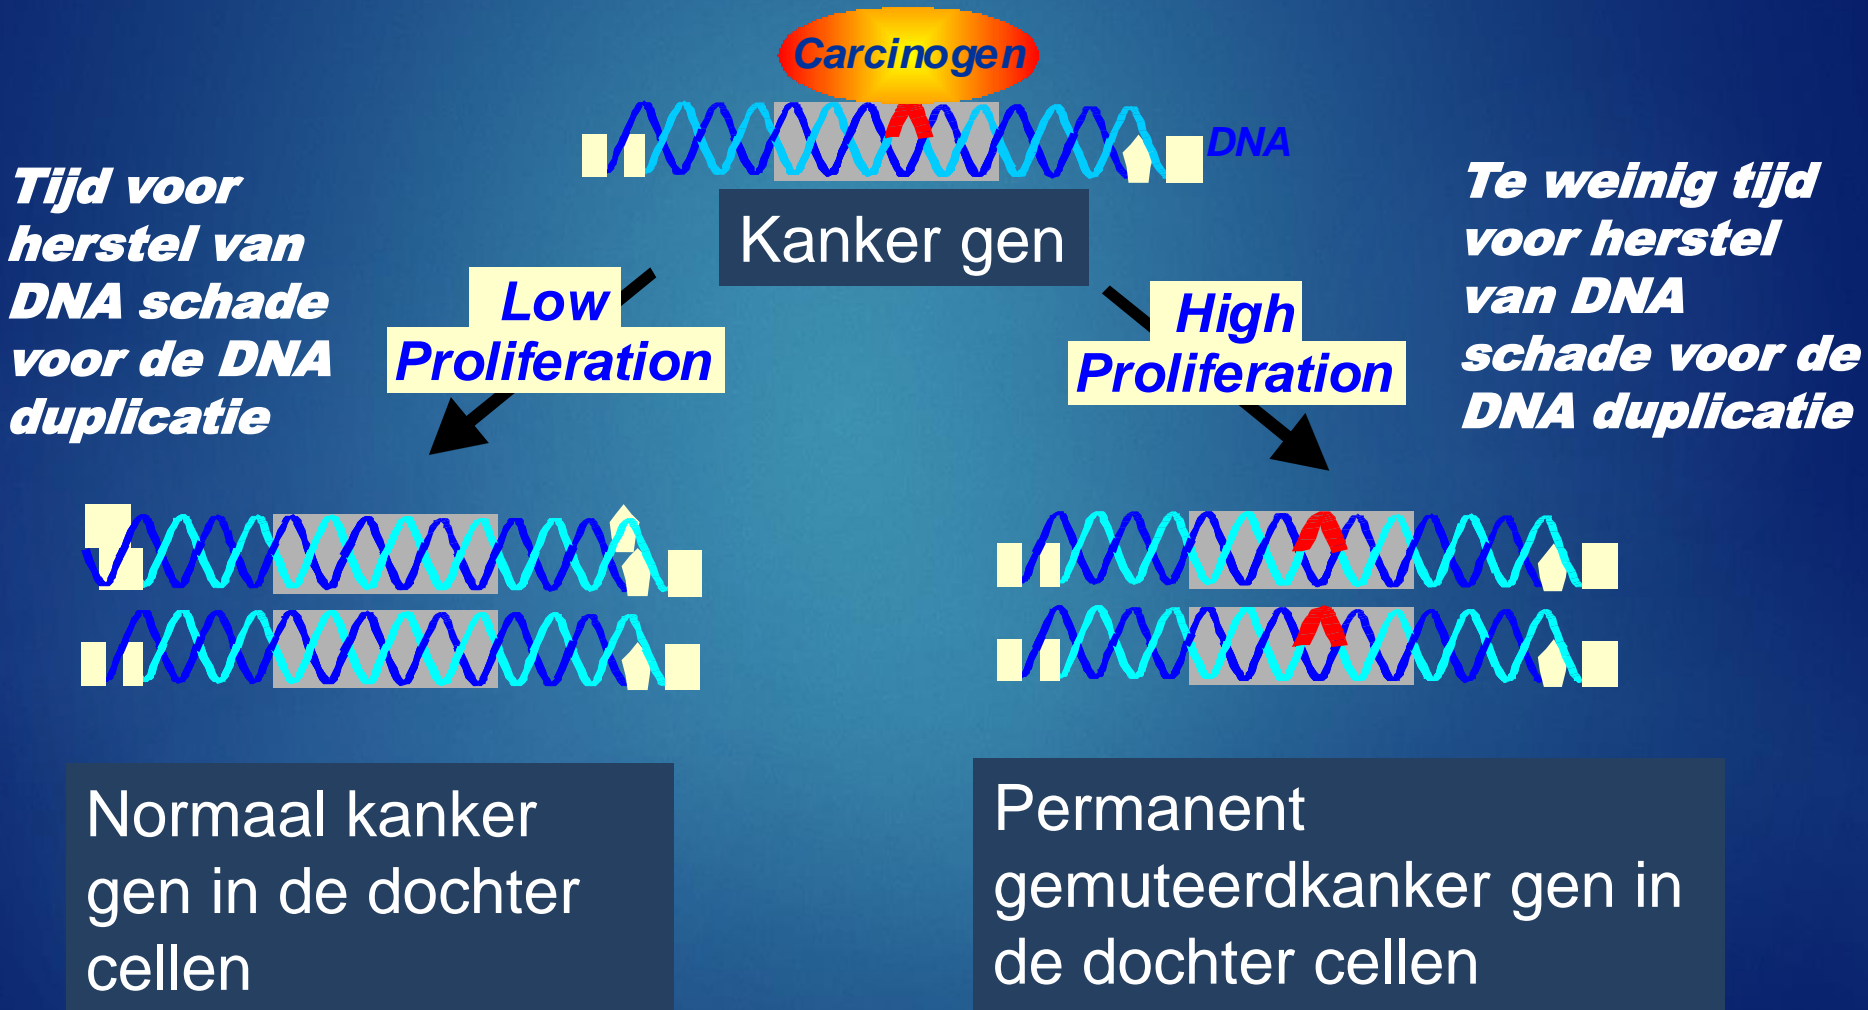 Carcinogen
DNA
Kanker gen
Tijd voor
herstel van
DNA schade
voor de DNA
duplicatie
Low
Proliferation
High
Proliferation
Te weinig tijd
voor herstel
van DNA
schade voor de
DNA duplicatie
Normaal kanker
gen in de dochter
cellen
Permanent
gemuteerdkanker gen in
de dochter cellen